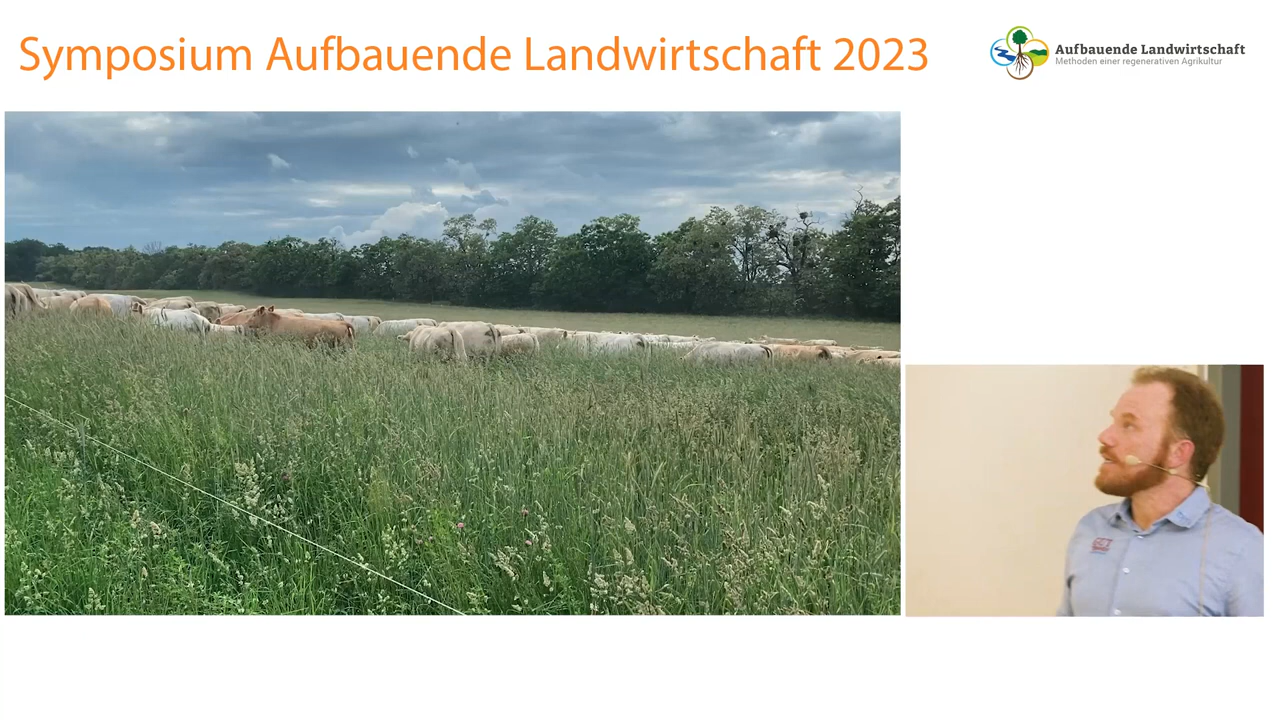 Symposium Aufbauende Landwirtschaft 2023
Aufbauende Landwirtschaft
Methoden einer regenerativen Agrikultur